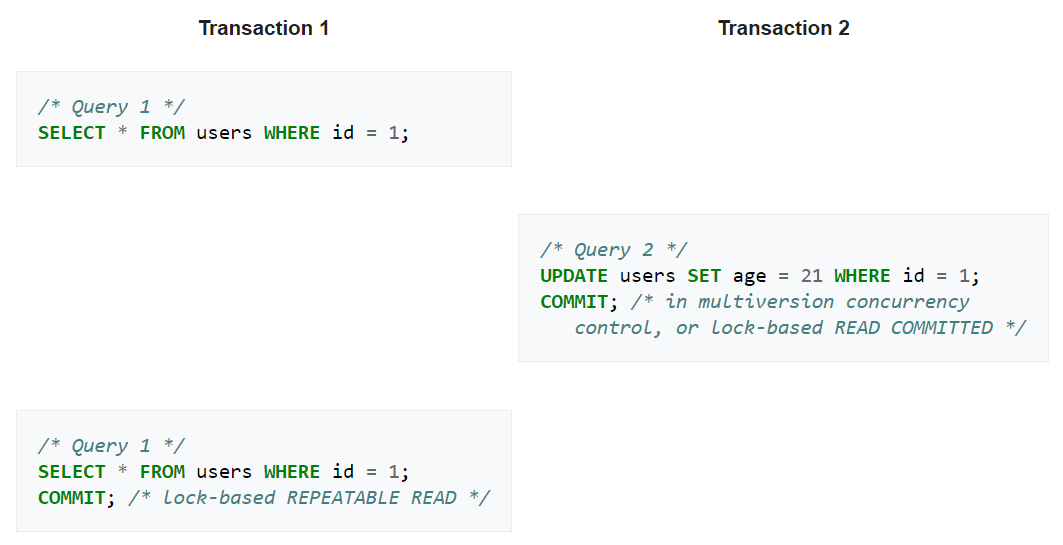 Transaction 1
Transaction 2
/* Query 1 */
SELECT * FROM users WHERE id = 1;
/* Query 2 */
UPDATE users SET age = 21 WHERE id = 1;
COMMIT; /* in multiversion concurrency
control, or lock-based READ COMMITTED */
/* Query 1 */
SELECT * FROM users WHERE id = 1;
COMMIT; /* lock-based REPEATABLE READ */